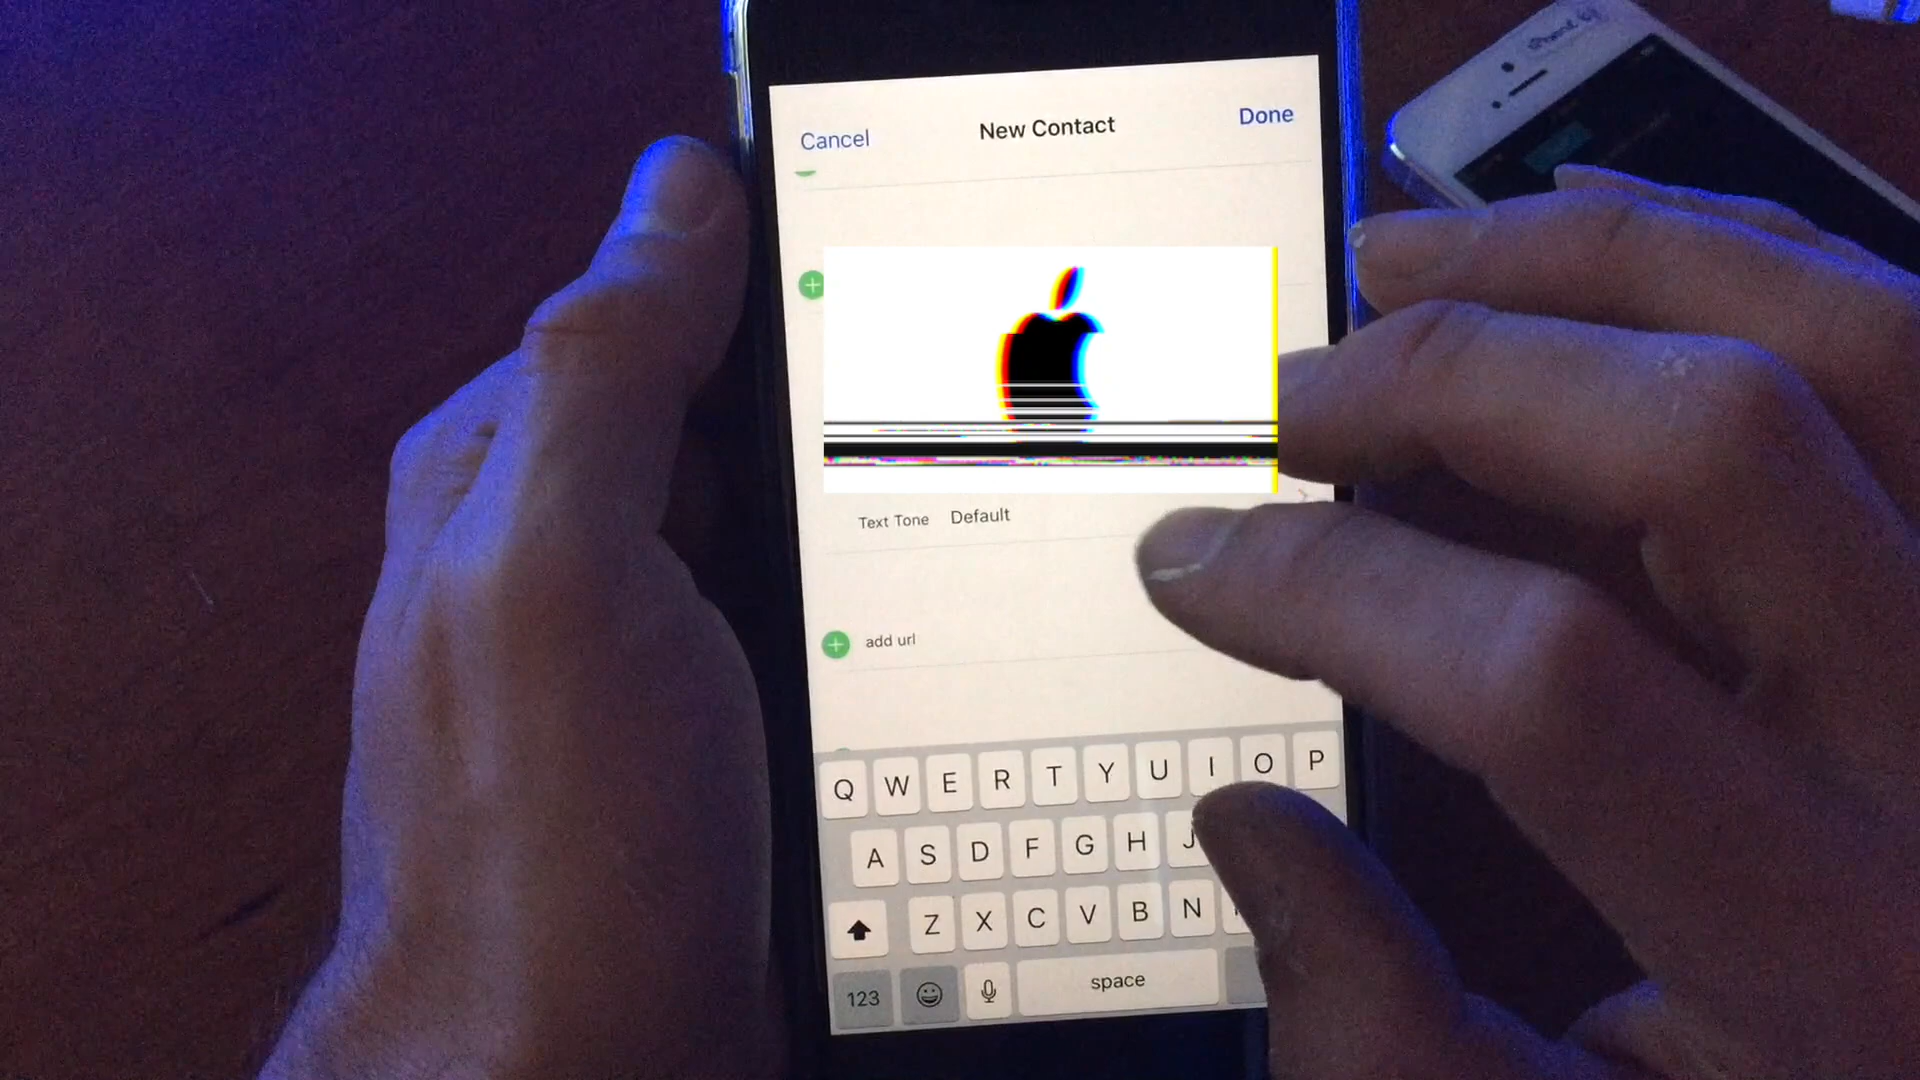 Cancel New Contact Done
Text Tone Default
add url
Q W E R T Y U I O P
A S D F G H J
Z X C V B N
123 space